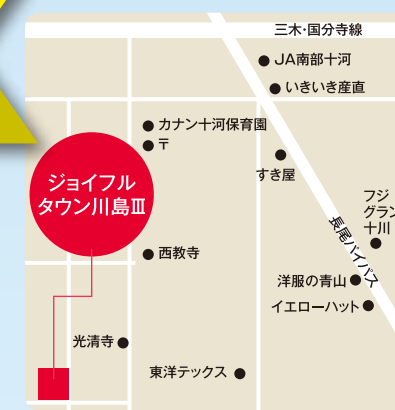 三木・国分寺線
JA南部十河
いきいき産直
カナン十河保育園
〒
すき屋
ジョイフル
タウン川島Ⅲ
フジ
グラン
十川
長尾バイパス
西教寺
洋服の青山
イエローハット
光清寺
東洋テックス